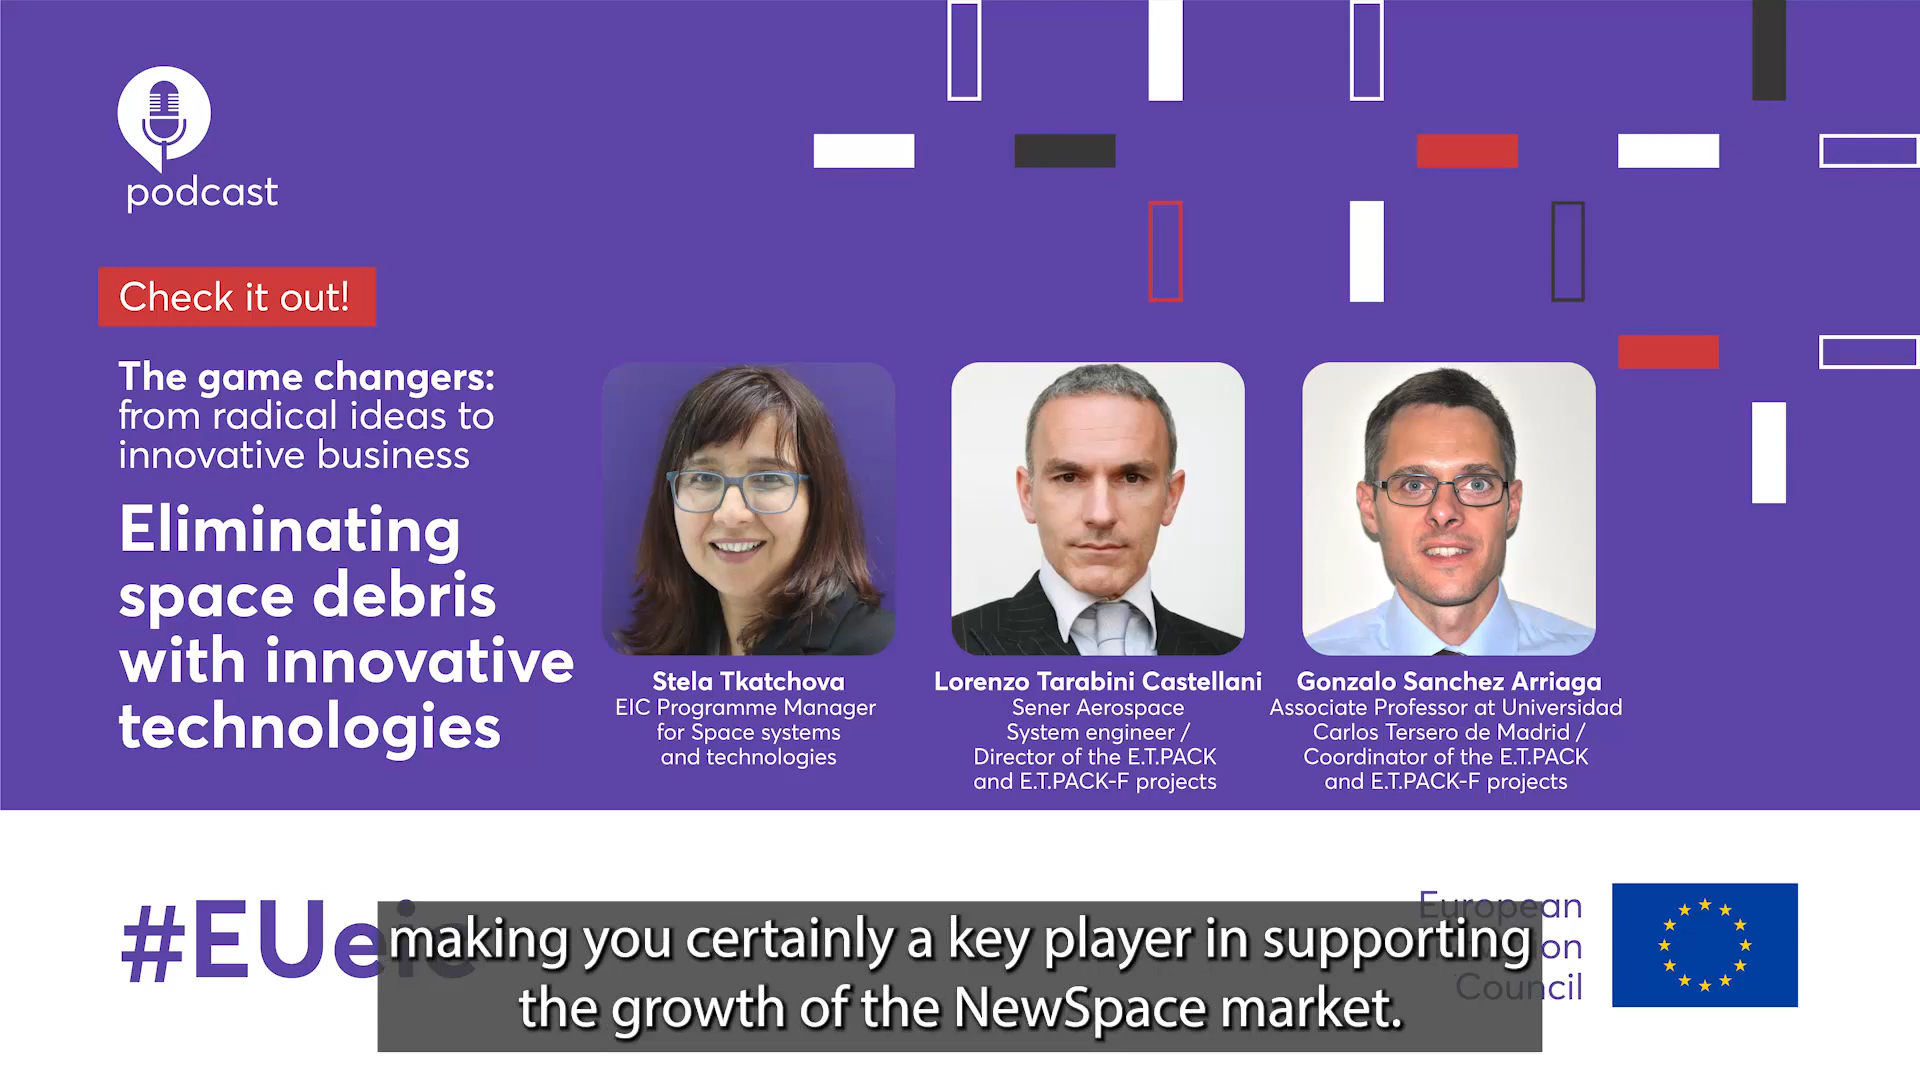 podcast
Check it out!
The game changers:
from radical ideas to
innovative business
Eliminating
space debris
with innovative
technologies
Stela Tkatchova
EIC Programme Manager
for Space systems
and technologies
Lorenzo Tarabini Castellani
Sener Aerospace
System engineer /
Director of the E.T.PACK
and E.T.PACK-F projects
Gonzalo Sanchez Arriaga
Associate Professor at Universidad
Carlos Tersero de Madrid /
Coordinator of the E.T.PACK
and E.T.PACK-F projects
#EUeic
European
Council
making you certainly a key player in supporting
the growth of the NewSpace market.